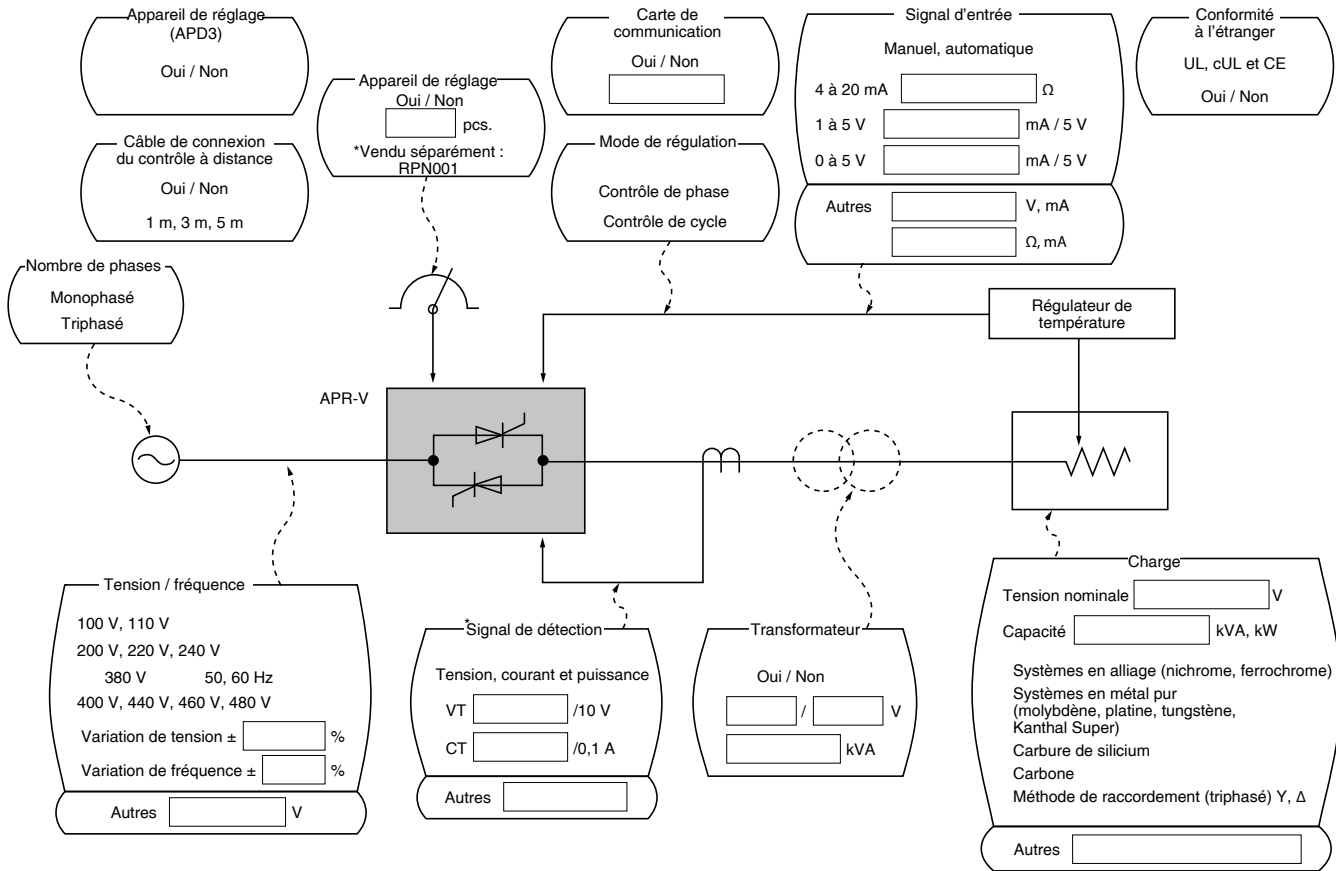 Appareil de réglage
(APD3)
Oui / Non
Câble de connexion
du contrôle à distance
Oui / Non
1 m, 3 m, 5 m
Appareil de réglage
Oui / Non
pcs.
*Vendu séparément :
RPN001
Carte de
communication
Oui / Non
Mode de régulation
Contrôle de phase
Contrôle de cycle
Signal d'entrée
Manuel, automatique
4 à 20 mA Ω
1 à 5 V mA / 5 V
0 à 5 V mA / 5 V
Autres V, mA
Ω, mA
Conformité
à l'étranger
UL, cUL et CE
Oui / Non
Nombre de phases
Monophasé
Triphasé
Régulateur de
température
APR-V
Tension / fréquence
100 V, 110 V
200 V, 220 V, 240 V
380 V 50, 60 Hz
400 V, 440 V, 460 V, 480 V
Variation de tension ± %
Variation de fréquence ± %
Autres V
*Signal de détection
Tension, courant et puissance
VT /10 V
CT /0,1 A
Autres
Transformateur
Oui / Non
/ V
kVA
Charge
Tension nominale V
Capacité kVA, kW
Systèmes en alliage (nichrome, ferrochrome)
Systèmes en métal pur
(molybdène, platine, tungstène,
Kanthal Super)
Carbure de silicium
Carbone
Méthode de raccordement (triphasé) Y, Δ
Autres